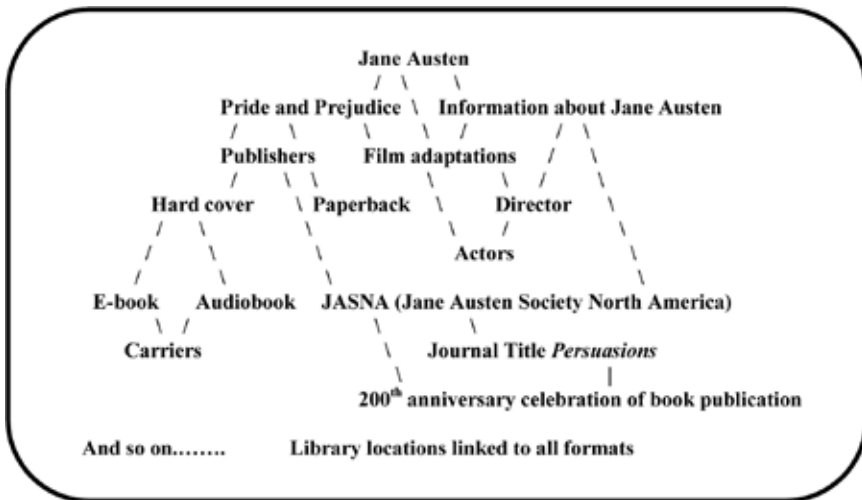 Jane Austen
Pride and Prejudice Information about Jane Austen
Publishers Film adaptations
Hard cover Paperback Director
Actors
E-book Audiobook JASNA (Jane Austen Society North America)
Carriers Journal Title Persuasions
200th anniversary celebration of book publication
And so on........ Library locations linked to all formats